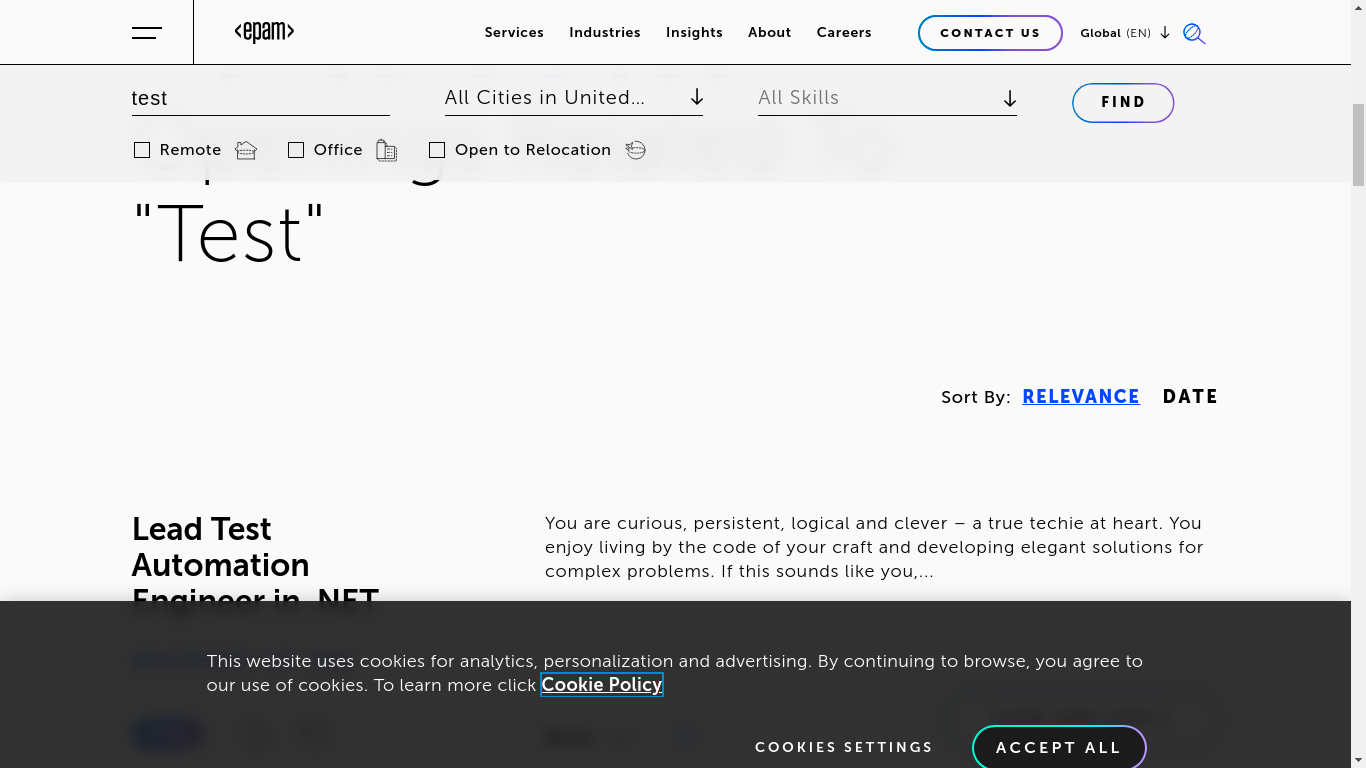 <epam>
Services
Industries
Insights
About
Careers
CONTACT US
Global (EN)
test
All Cities in United...
All Skills
FIND
Remote
Office
Open to Relocation
"Test"
Sort By: RELEVANCE DATE
Lead Test
Automation
Engineer in .NET
You are curious, persistent, logical and clever – a true techie at heart. You
enjoy living by the code of your craft and developing elegant solutions for
complex problems. If this sounds like you,...
This website uses cookies for analytics, personalization and advertising. By continuing to browse, you agree to
our use of cookies. To learn more click Cookie Policy
COOKIES SETTINGS
ACCEPT ALL